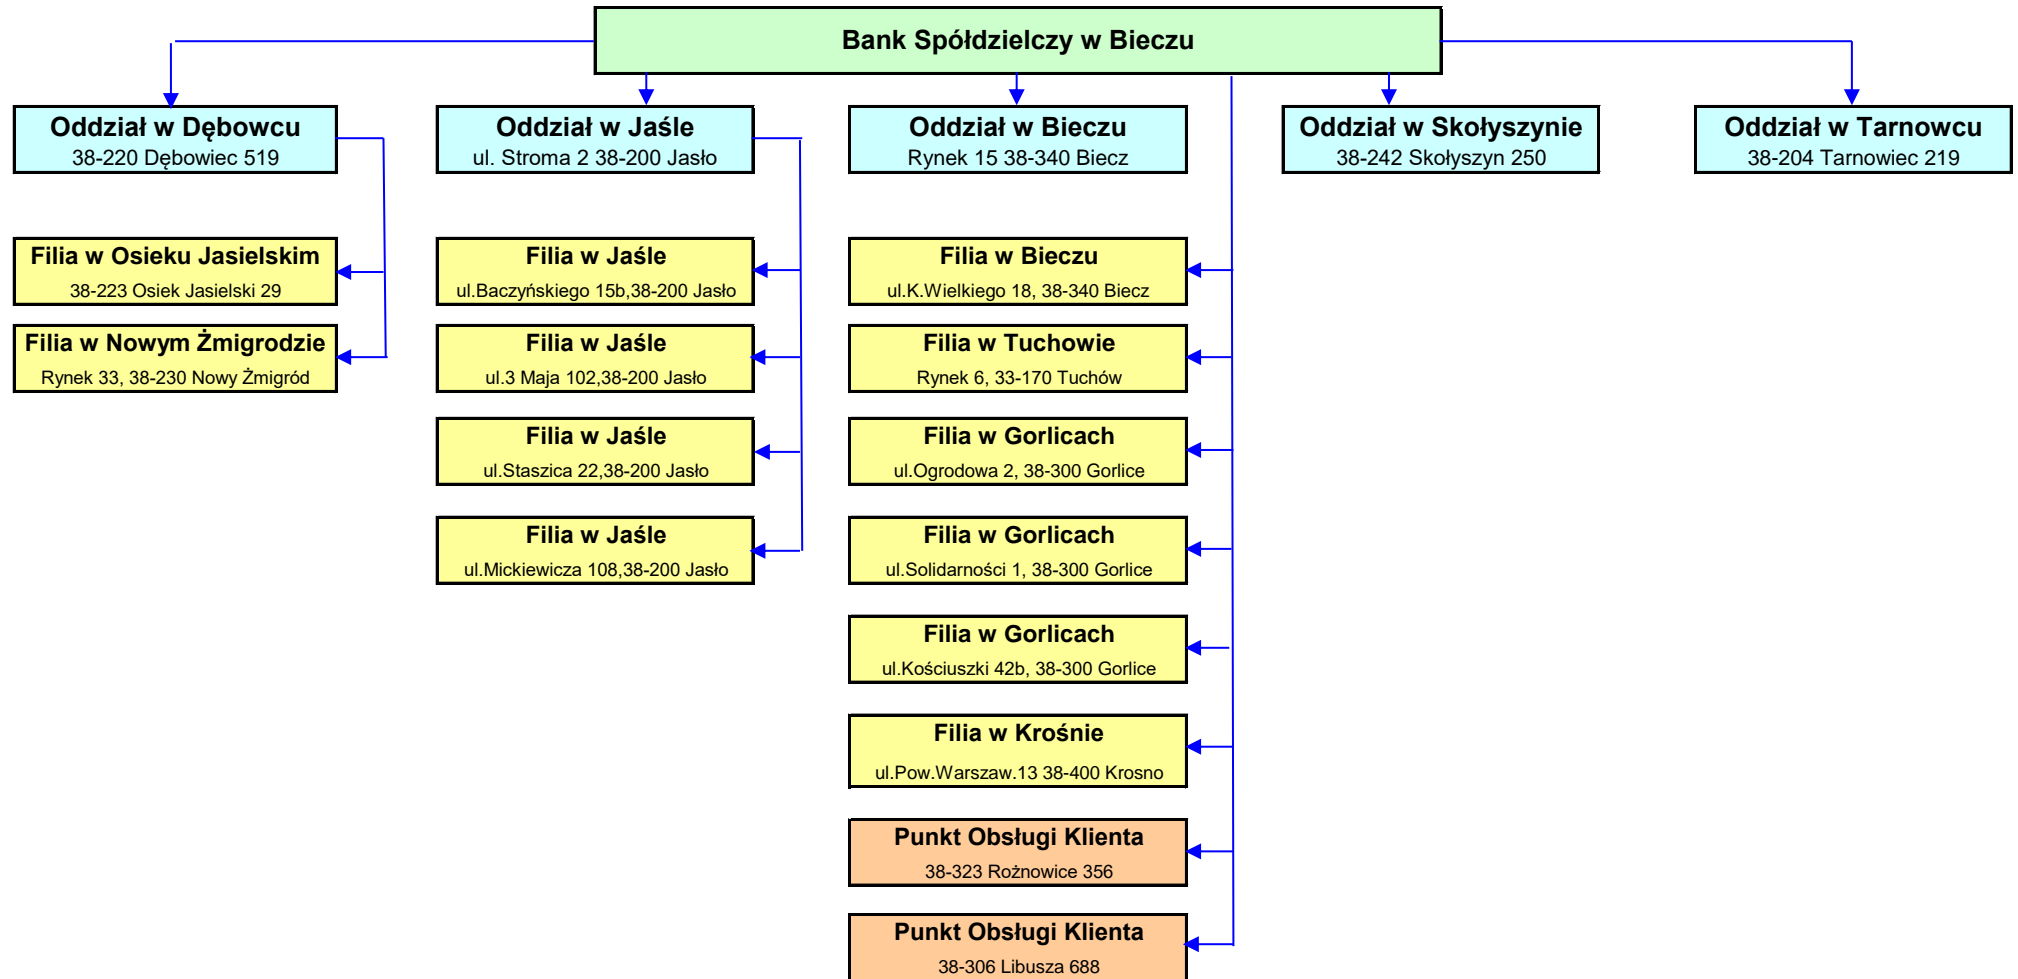 Bank Spółdzielczy w Bieczu
Oddział w Dębowcu
38-220 Dębowiec 519
Oddział w Jaśle
ul. Stroma 2 38-200 Jasło
Oddział w Bieczu
Rynek 15 38-340 Biecz
Oddział w Skołyszynie
38-242 Skołyszyn 250
Oddział w Tarnowcu
38-204 Tarnowiec 219
Filia w Osieku Jasielskim
38-223 Osiek Jasielski 29
Filia w Nowym Żmigrodzie
Rynek 33, 38-230 Nowy Żmigród
Filia w Jaśle
ul.Baczyńskiego 15b,38-200 Jasło
Filia w Jaśle
ul.3 Maja 102,38-200 Jasło
Filia w Jaśle
ul.Staszica 22,38-200 Jasło
Filia w Jaśle
ul.Mickiewicza 108,38-200 Jasło
Filia w Bieczu
ul.K.Wielkiego 18, 38-340 Biecz
Filia w Tuchowie
Rynek 6, 33-170 Tuchów
Filia w Gorlicach
ul.Ogrodowa 2, 38-300 Gorlice
Filia w Gorlicach
ul.Solidarności 1, 38-300 Gorlice
Filia w Gorlicach
ul.Kościuszki 42b, 38-300 Gorlice
Filia w Krośnie
ul.Pow.Warszaw.13 38-400 Krosno
Punkt Obsługi Klienta
38-323 Rożnowice 356
Punkt Obsługi Klienta
38-306 Libusza 688